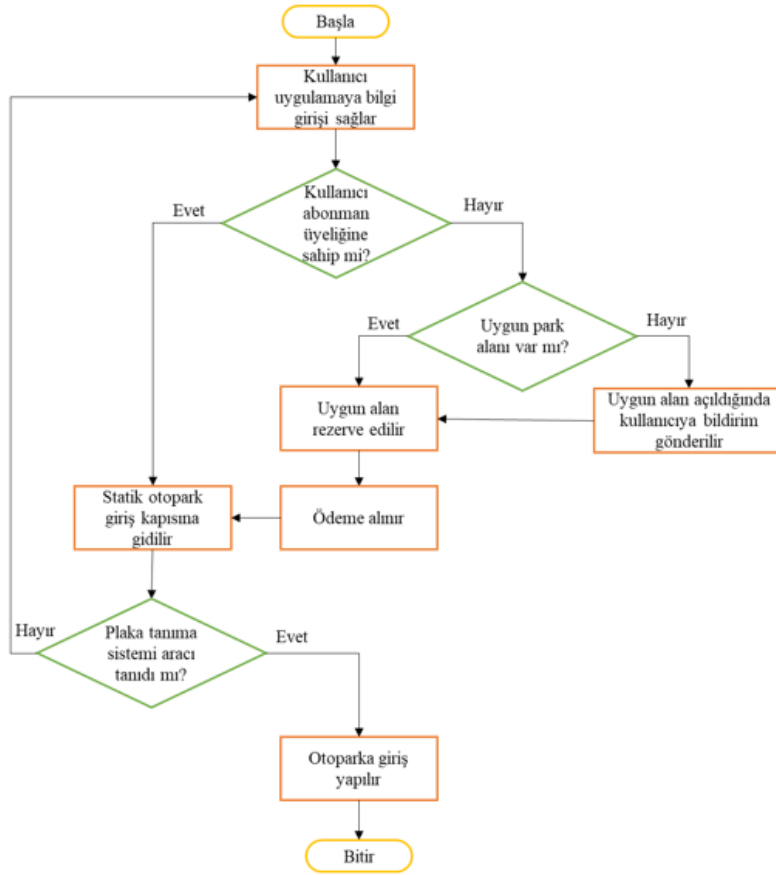 Başla
Kullanıcı
uygulamaya bilgi
girişi sağlar
Kullanıcı
abonman
üyeliğine
sahip mi?
Evet
Hayır
Uygun park
alanı var mı?
Evet
Hayır
Uygun alan
rezerve edilir
Uygun alan açıldığında
kullanıcıya bildirim
gönderilir
Statik otopark
giriş kapısına
gidilir
Ödeme alınır
Plaka tanıma
sistemi aracı
tanıdı mı?
Hayır
Evet
Otoparka giriş
yapılır
Bitir